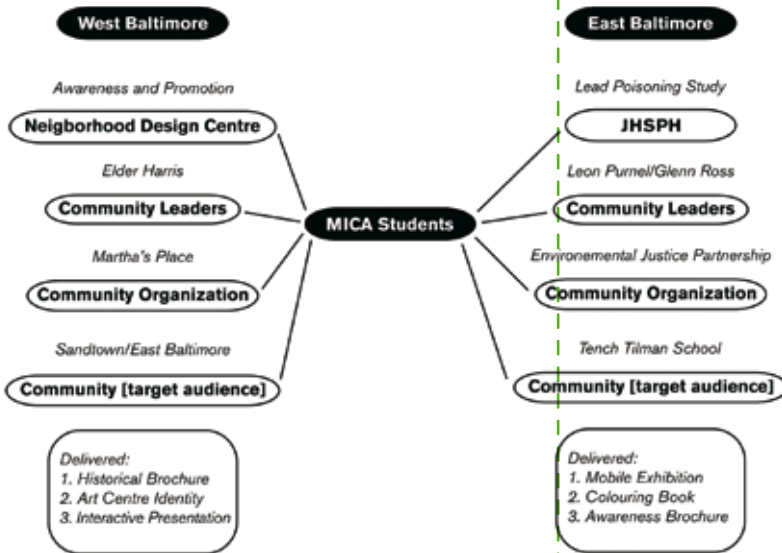 West Baltimore
Awareness and Promotion
Neigborhood Design Centre
Elder Harris
Community Leaders
Martha's Place
Community Organization
Sandtown/East Baltimore
Community [target audience]
Delivered:
1. Historical Brochure
2. Art Centre Identity
3. Interactive Presentation
MICA Students
East Baltimore
Lead Poisoning Study
JHSPH
Leon Purnel/Glenn Ross
Community Leaders
Environemental Justice Partnership
Community Organization
Tench Tilman School
Community [target audience]
Delivered:
1. Mobile Exhibition
2. Colouring Book
3. Awareness Brochure